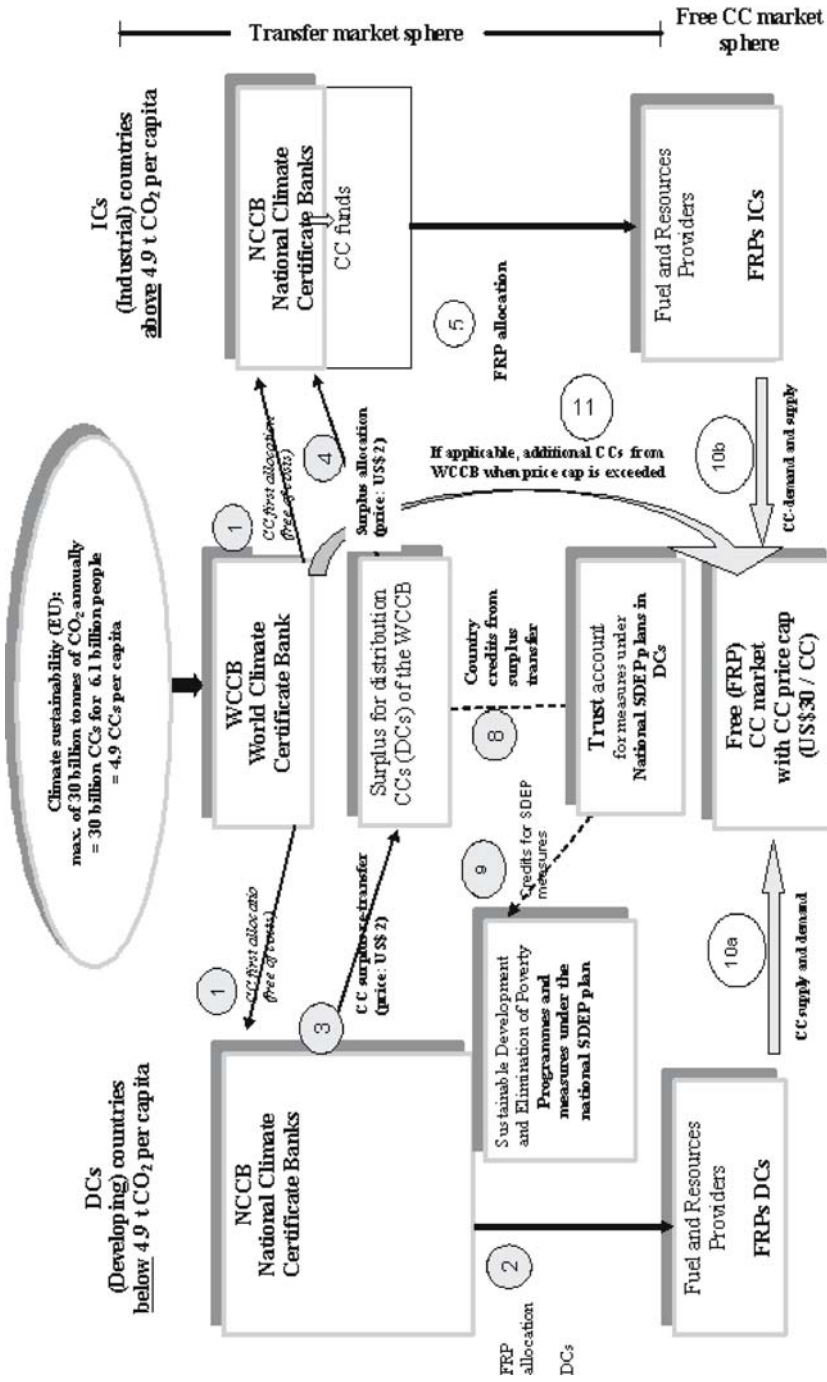 DCs
(Developing) countries
below 4.9 t CO₂ per capita
Climate sustainability (EU):
max. of 30 billion tonnes of CO₂ annually
= 30 billion CCs for 6.1 billion people
= 4.9 CCs per capita
ICs
(Industrial) countries
above 4.9 t CO₂ per capita
Transfer market sphere
Free CC market
sphere
NCCB
National Climate
Certificate Banks
1
CC first allocatio
(free of costs)
WCCB
World Climate
Certificate Bank
1
CC first allocation
(free of costs)
NCCB
National Climate
Certificate Banks
CC funds
3
CC surplus re-transfer
(price: US$ 2)
Surplus for distribution
CCs (DCs) of the WCCB
4
Surplus allocation
(price: US$ 2)
2
FRP
allocation
DCs
Sustainable Development
and Elimination of Poverty
Programmes and
measures under the
national SDEP plan
9
Credits for SDEP
measures
8
Country
credits from
surplus
transfer
5
FRP allocation
11
If applicable, additional CCs from
WCCB when price cap is exceeded
Trust account
for measures under
National SDEP plans in
DCs
Fuel and Resources
Providers
FRPs DCs
10a
CC supply and demand
Free (FRP)
CC market
with CC price cap
(US$30 / CC)
10b
CC-demand and supply
Fuel and Resources
Providers
FRPs ICs